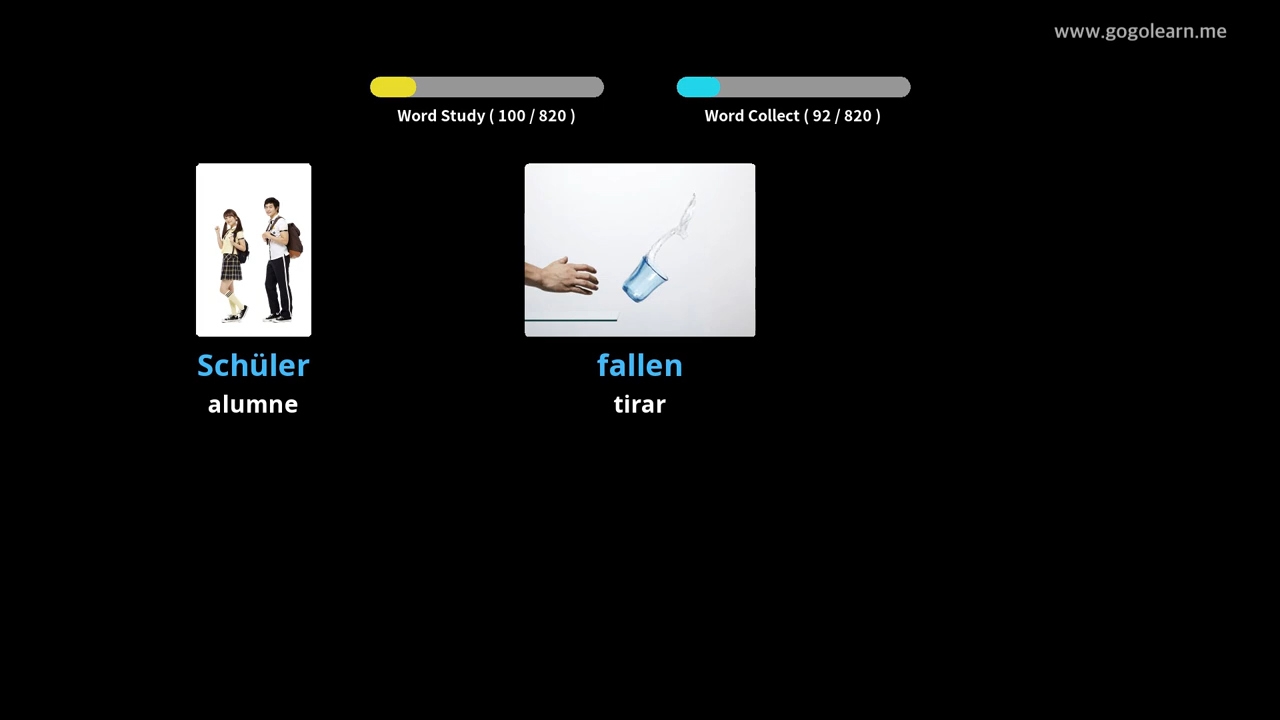 www.gogolearn.me
Word Study ( 100 / 820 )
Word Collect ( 92 / 820 )
Schüler
alumne
fallen
tirar